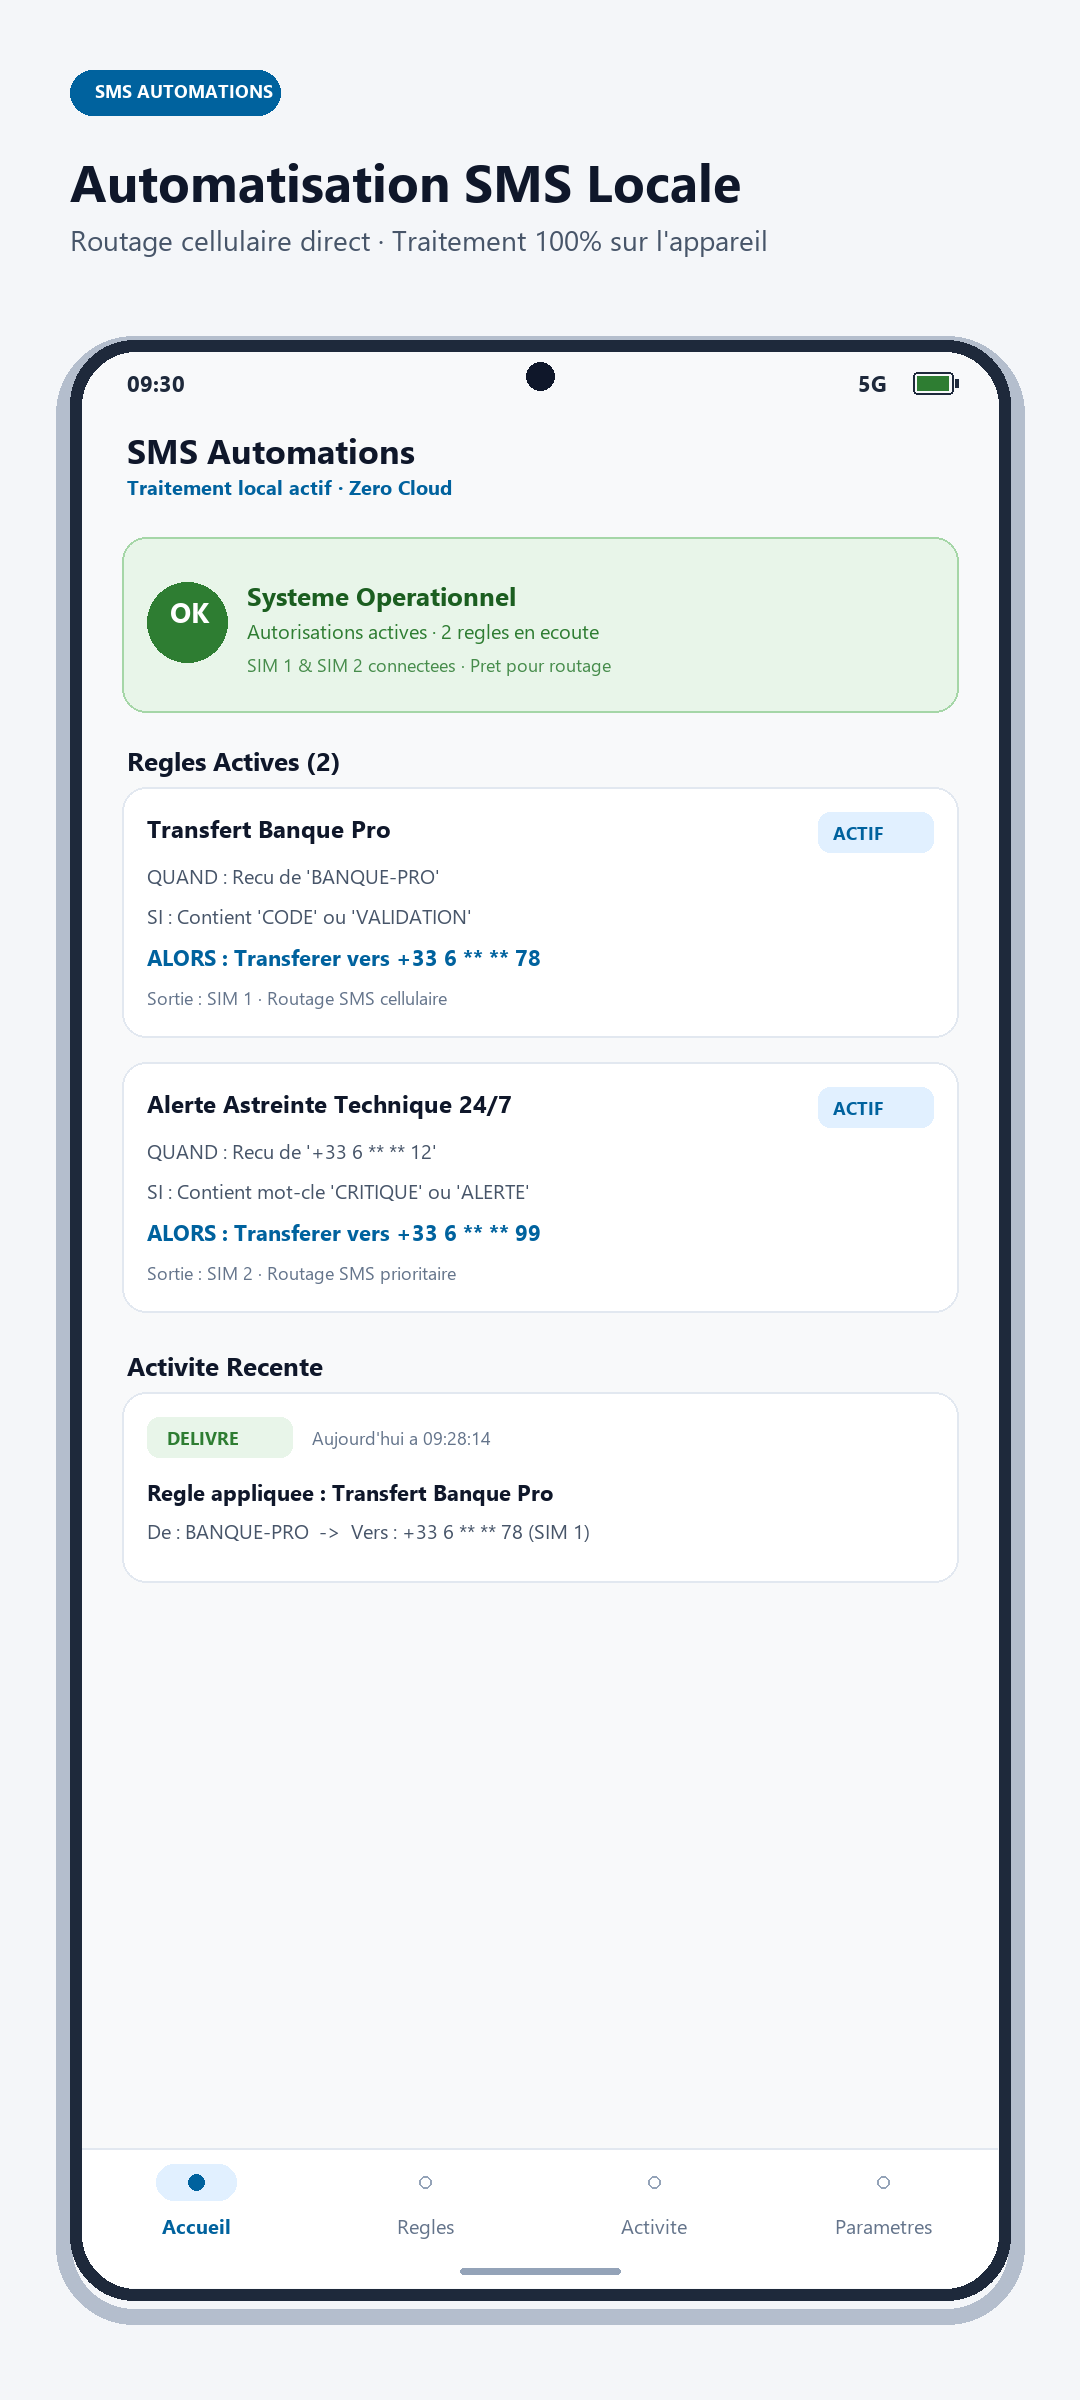 SMS AUTOMATIONS
Automatisation SMS Locale
Routage cellulaire direct · Traitement 100% sur l'appareil
09:30
5G
SMS Automations
Traitement local actif · Zero Cloud
OK
Systeme Operationnel
Autorisations actives · 2 regles en ecoute
SIM 1 & SIM 2 connectees · Pret pour routage
Regles Actives (2)
Transfert Banque Pro
ACTIF
QUAND : Recu de 'BANQUE-PRO'
SI : Contient 'CODE' ou 'VALIDATION'
ALORS : Transferer vers +33 6 ** ** 78
Sortie : SIM 1 · Routage SMS cellulaire
Alerte Astreinte Technique 24/7
ACTIF
QUAND : Recu de '+33 6 ** ** 12'
SI : Contient mot-cle 'CRITIQUE' ou 'ALERTE'
ALORS : Transferer vers +33 6 ** ** 99
Sortie : SIM 2 · Routage SMS prioritaire
Activite Recente
DELIVRE
Aujourd'hui a 09:28:14
Regle appliquee : Transfert Banque Pro
De : BANQUE-PRO -> Vers : +33 6 ** ** 78 (SIM 1)
Accueil
Regles
Activite
Parametres